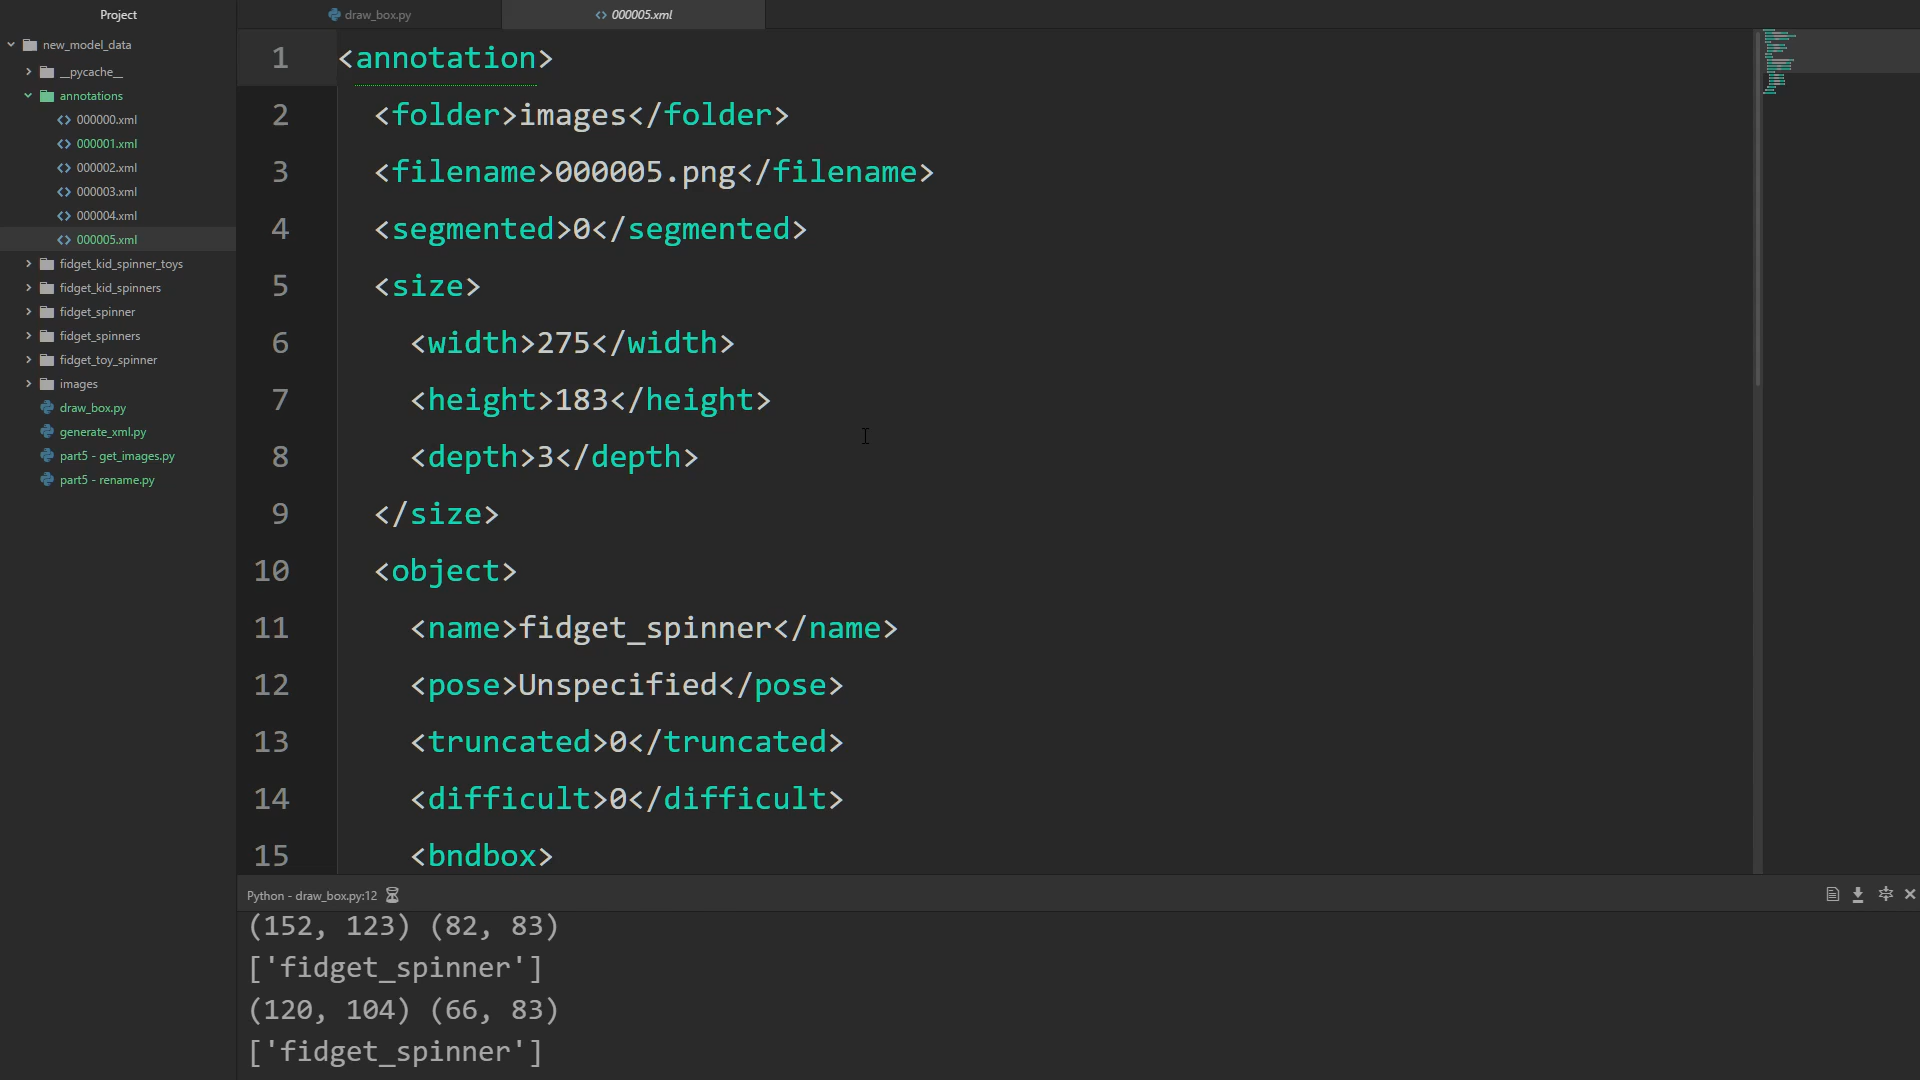 Project
new_model_data
__pycache__
annotations
000000.xml
000001.xml
000002.xml
000003.xml
000004.xml
000005.xml
fidget_kid_spinner_toys
fidget_kid_spinners
fidget_spinner
fidget_spinners
fidget_toy_spinner
images
draw_box.py
generate_xml.py
part5 - get_images.py
part5 - rename.py
draw_box.py
000005.xml
1 <annotation>
2 <folder>images</folder>
3 <filename>000005.png</filename>
4 <segmented>0</segmented>
5 <size>
6 <width>275</width>
7 <height>183</height>
8 <depth>3</depth>
9 </size>
10 <object>
11 <name>fidget_spinner</name>
12 <pose>Unspecified</pose>
13 <truncated>0</truncated>
14 <difficult>0</difficult>
15 <bndbox>
Python - draw_box.py:12
(152, 123) (82, 83)
['fidget_spinner']
(120, 104) (66, 83)
['fidget_spinner']